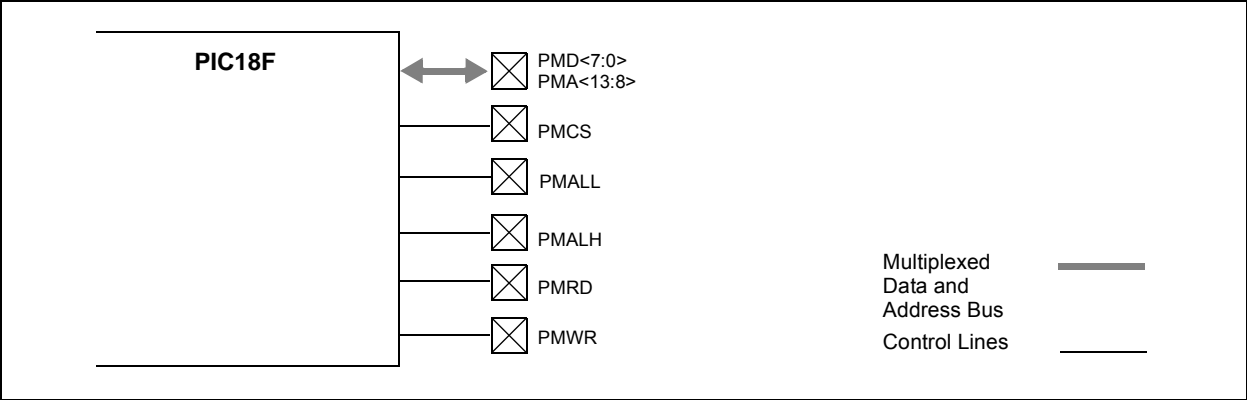 PIC18F
PMD<7:0>
PMA<13:8>
PMCS
PMALL
PMALH
PMRD
PMWR
Multiplexed
Data and
Address Bus
Control Lines